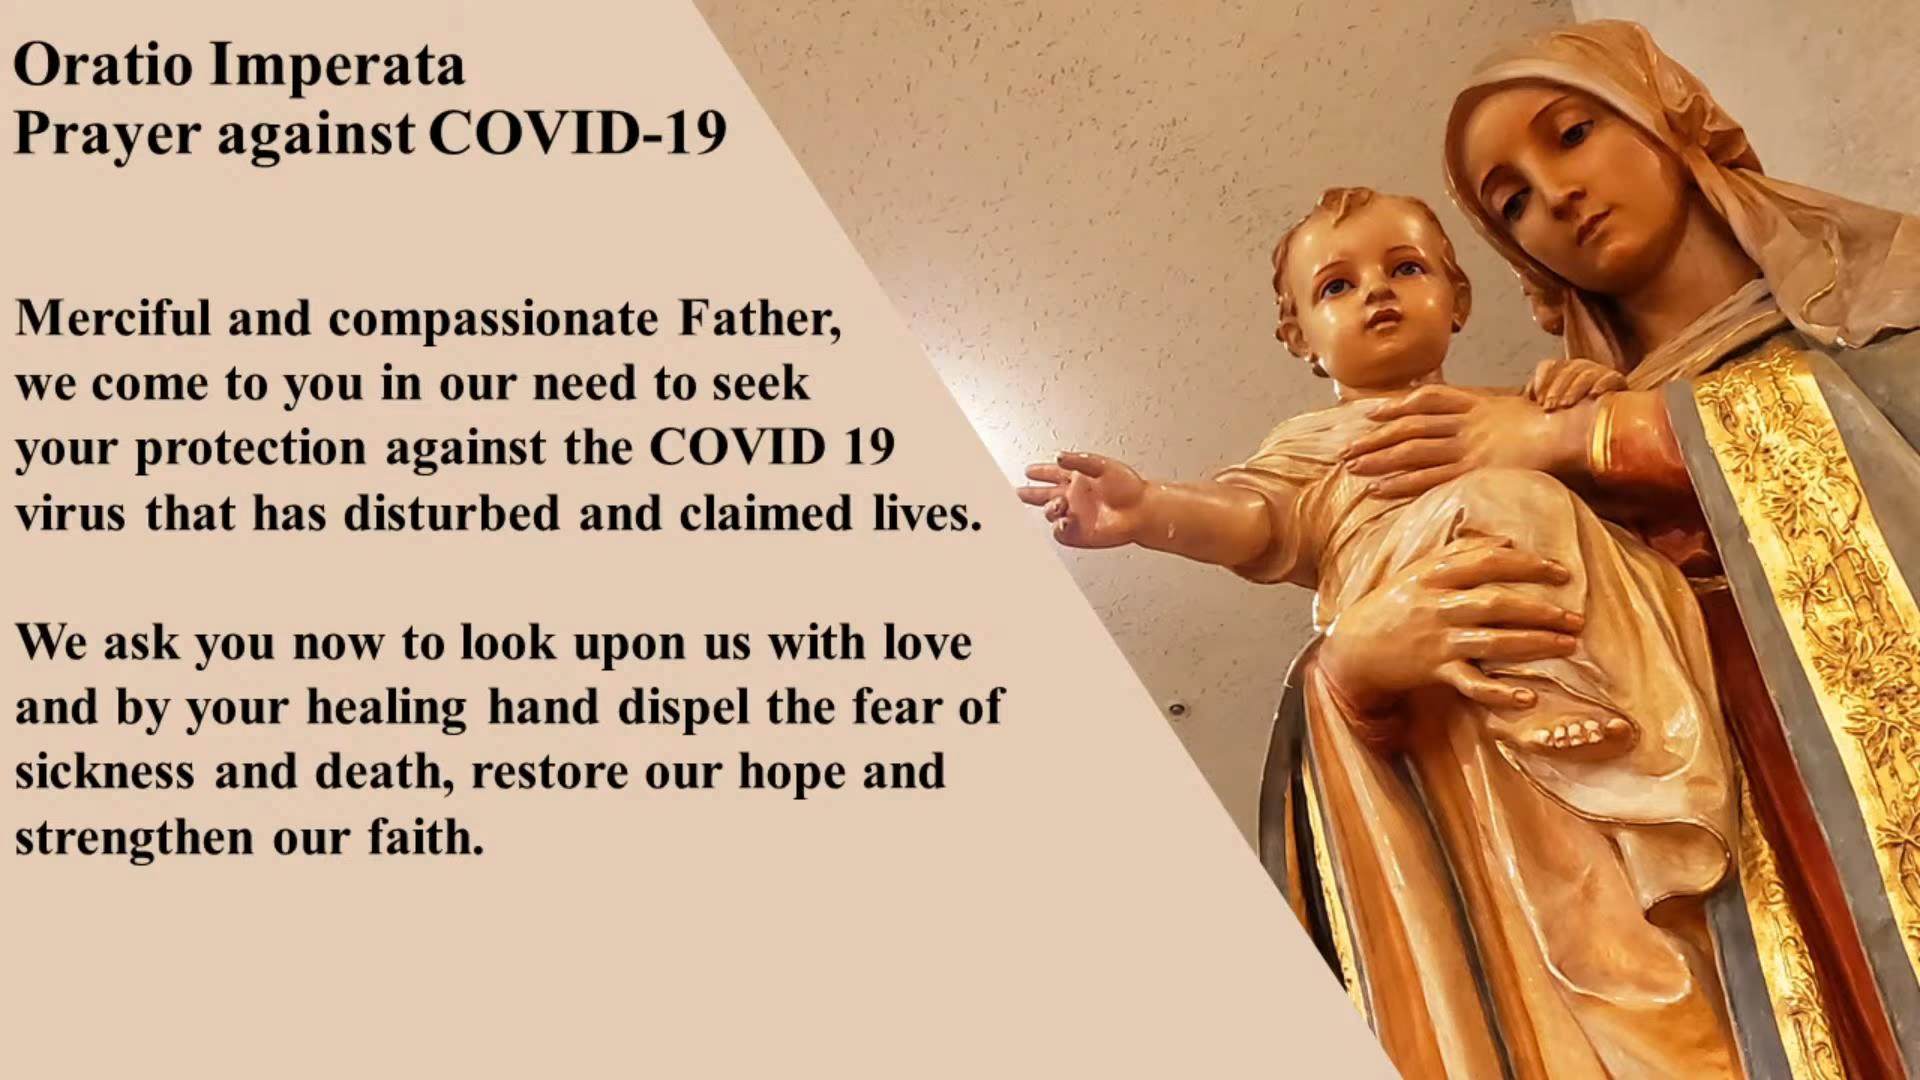 Oratio Imperata
Prayer against COVID-19
Merciful and compassionate Father,
we come to you in our need to seek
your protection against the COVID 19
virus that has disturbed and claimed lives.
We ask you now to look upon us with love
and by your healing hand dispel the fear of
sickness and death, restore our hope and
strengthen our faith.